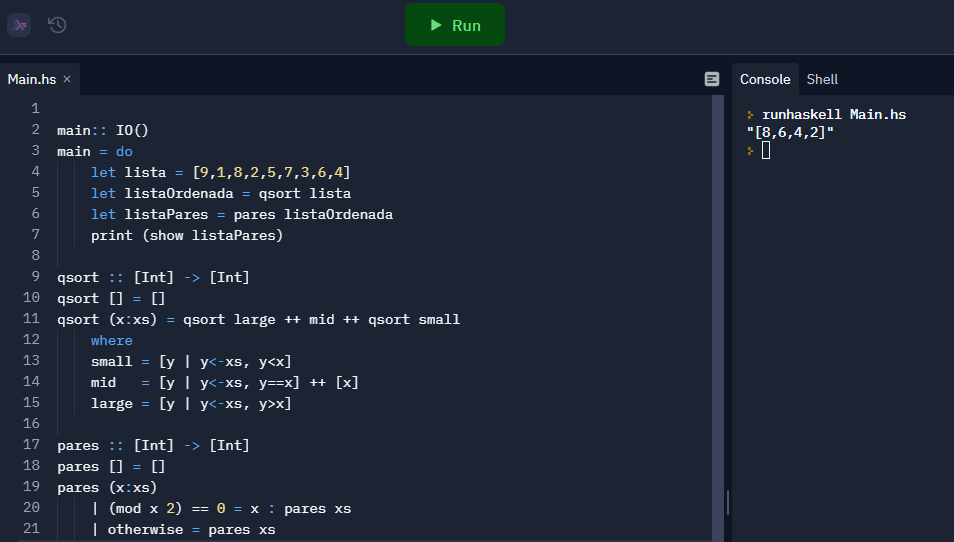 Run
Main.hs ×
Console Shell
1
2 main:: IO()
3 main = do
4     let lista = [9,1,8,2,5,7,3,6,4]
5     let listaOrdenada = qsort lista
6     let listaPares = pares listaOrdenada
7     print (show listaPares)
8
9 qsort :: [Int] -> [Int]
10 qsort [] = []
11 qsort (x:xs) = qsort large ++ mid ++ qsort small
12     where
13     small = [y | y<-xs, y<x]
14     mid   = [y | y<-xs, y==x] ++ [x]
15     large = [y | y<-xs, y>x]
16
17 pares :: [Int] -> [Int]
18 pares [] = []
19 pares (x:xs)
20     | (mod x 2) == 0 = x : pares xs
21     | otherwise = pares xs
runhaskell Main.hs
"[8,6,4,2]"